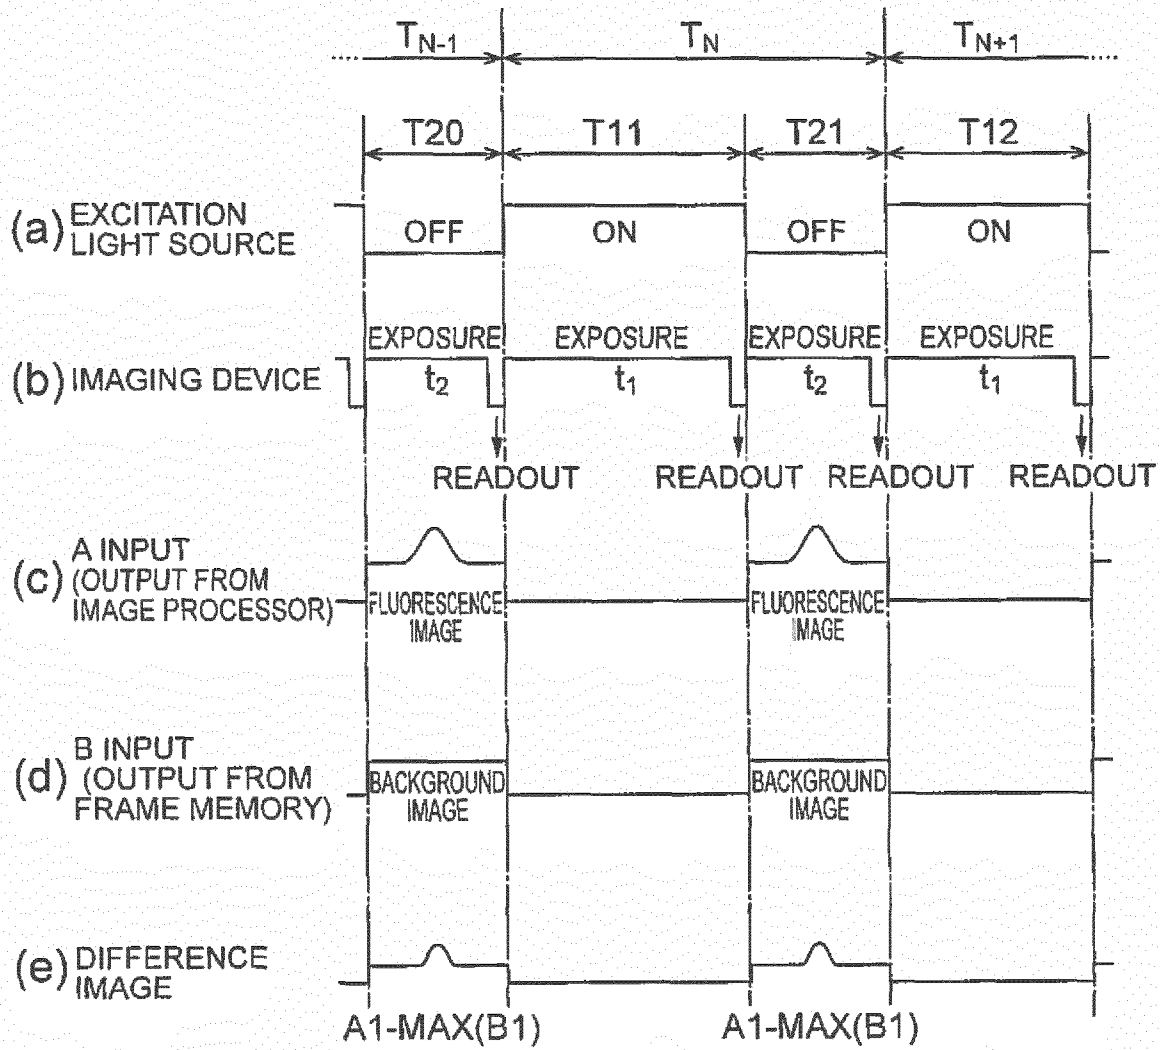 T_N-1 T_N T_N+1
T20 T11 T21 T12
(a) EXCITATION
LIGHT SOURCE
OFF ON OFF ON
EXPOSURE EXPOSURE EXPOSURE EXPOSURE
(b) IMAGING DEVICE
t2 t1 t2 t1
READOUT READOUT READOUT READOUT
(c) A INPUT
(OUTPUT FROM
IMAGE PROCESSOR)
FLUORESCENCE
IMAGE
FLUORESCENCE
IMAGE
(d) B INPUT
(OUTPUT FROM
FRAME MEMORY)
BACKGROUND
IMAGE
BACKGROUND
IMAGE
(e) DIFFERENCE
IMAGE
A1-MAX(B1) A1-MAX(B1)